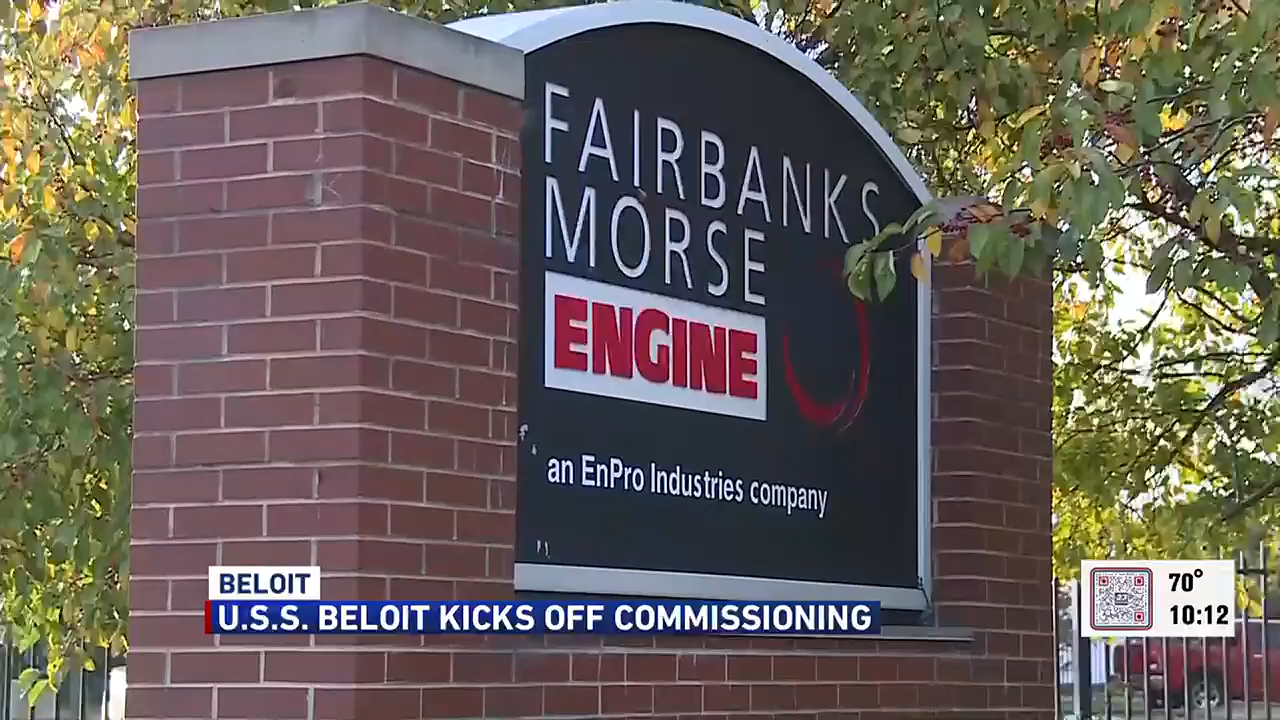 FAIRBANKS
MORSE
ENGINE
an EnPro Industries company
BELOIT
U.S.S. BELOIT KICKS OFF COMMISSIONING
70°
10:12